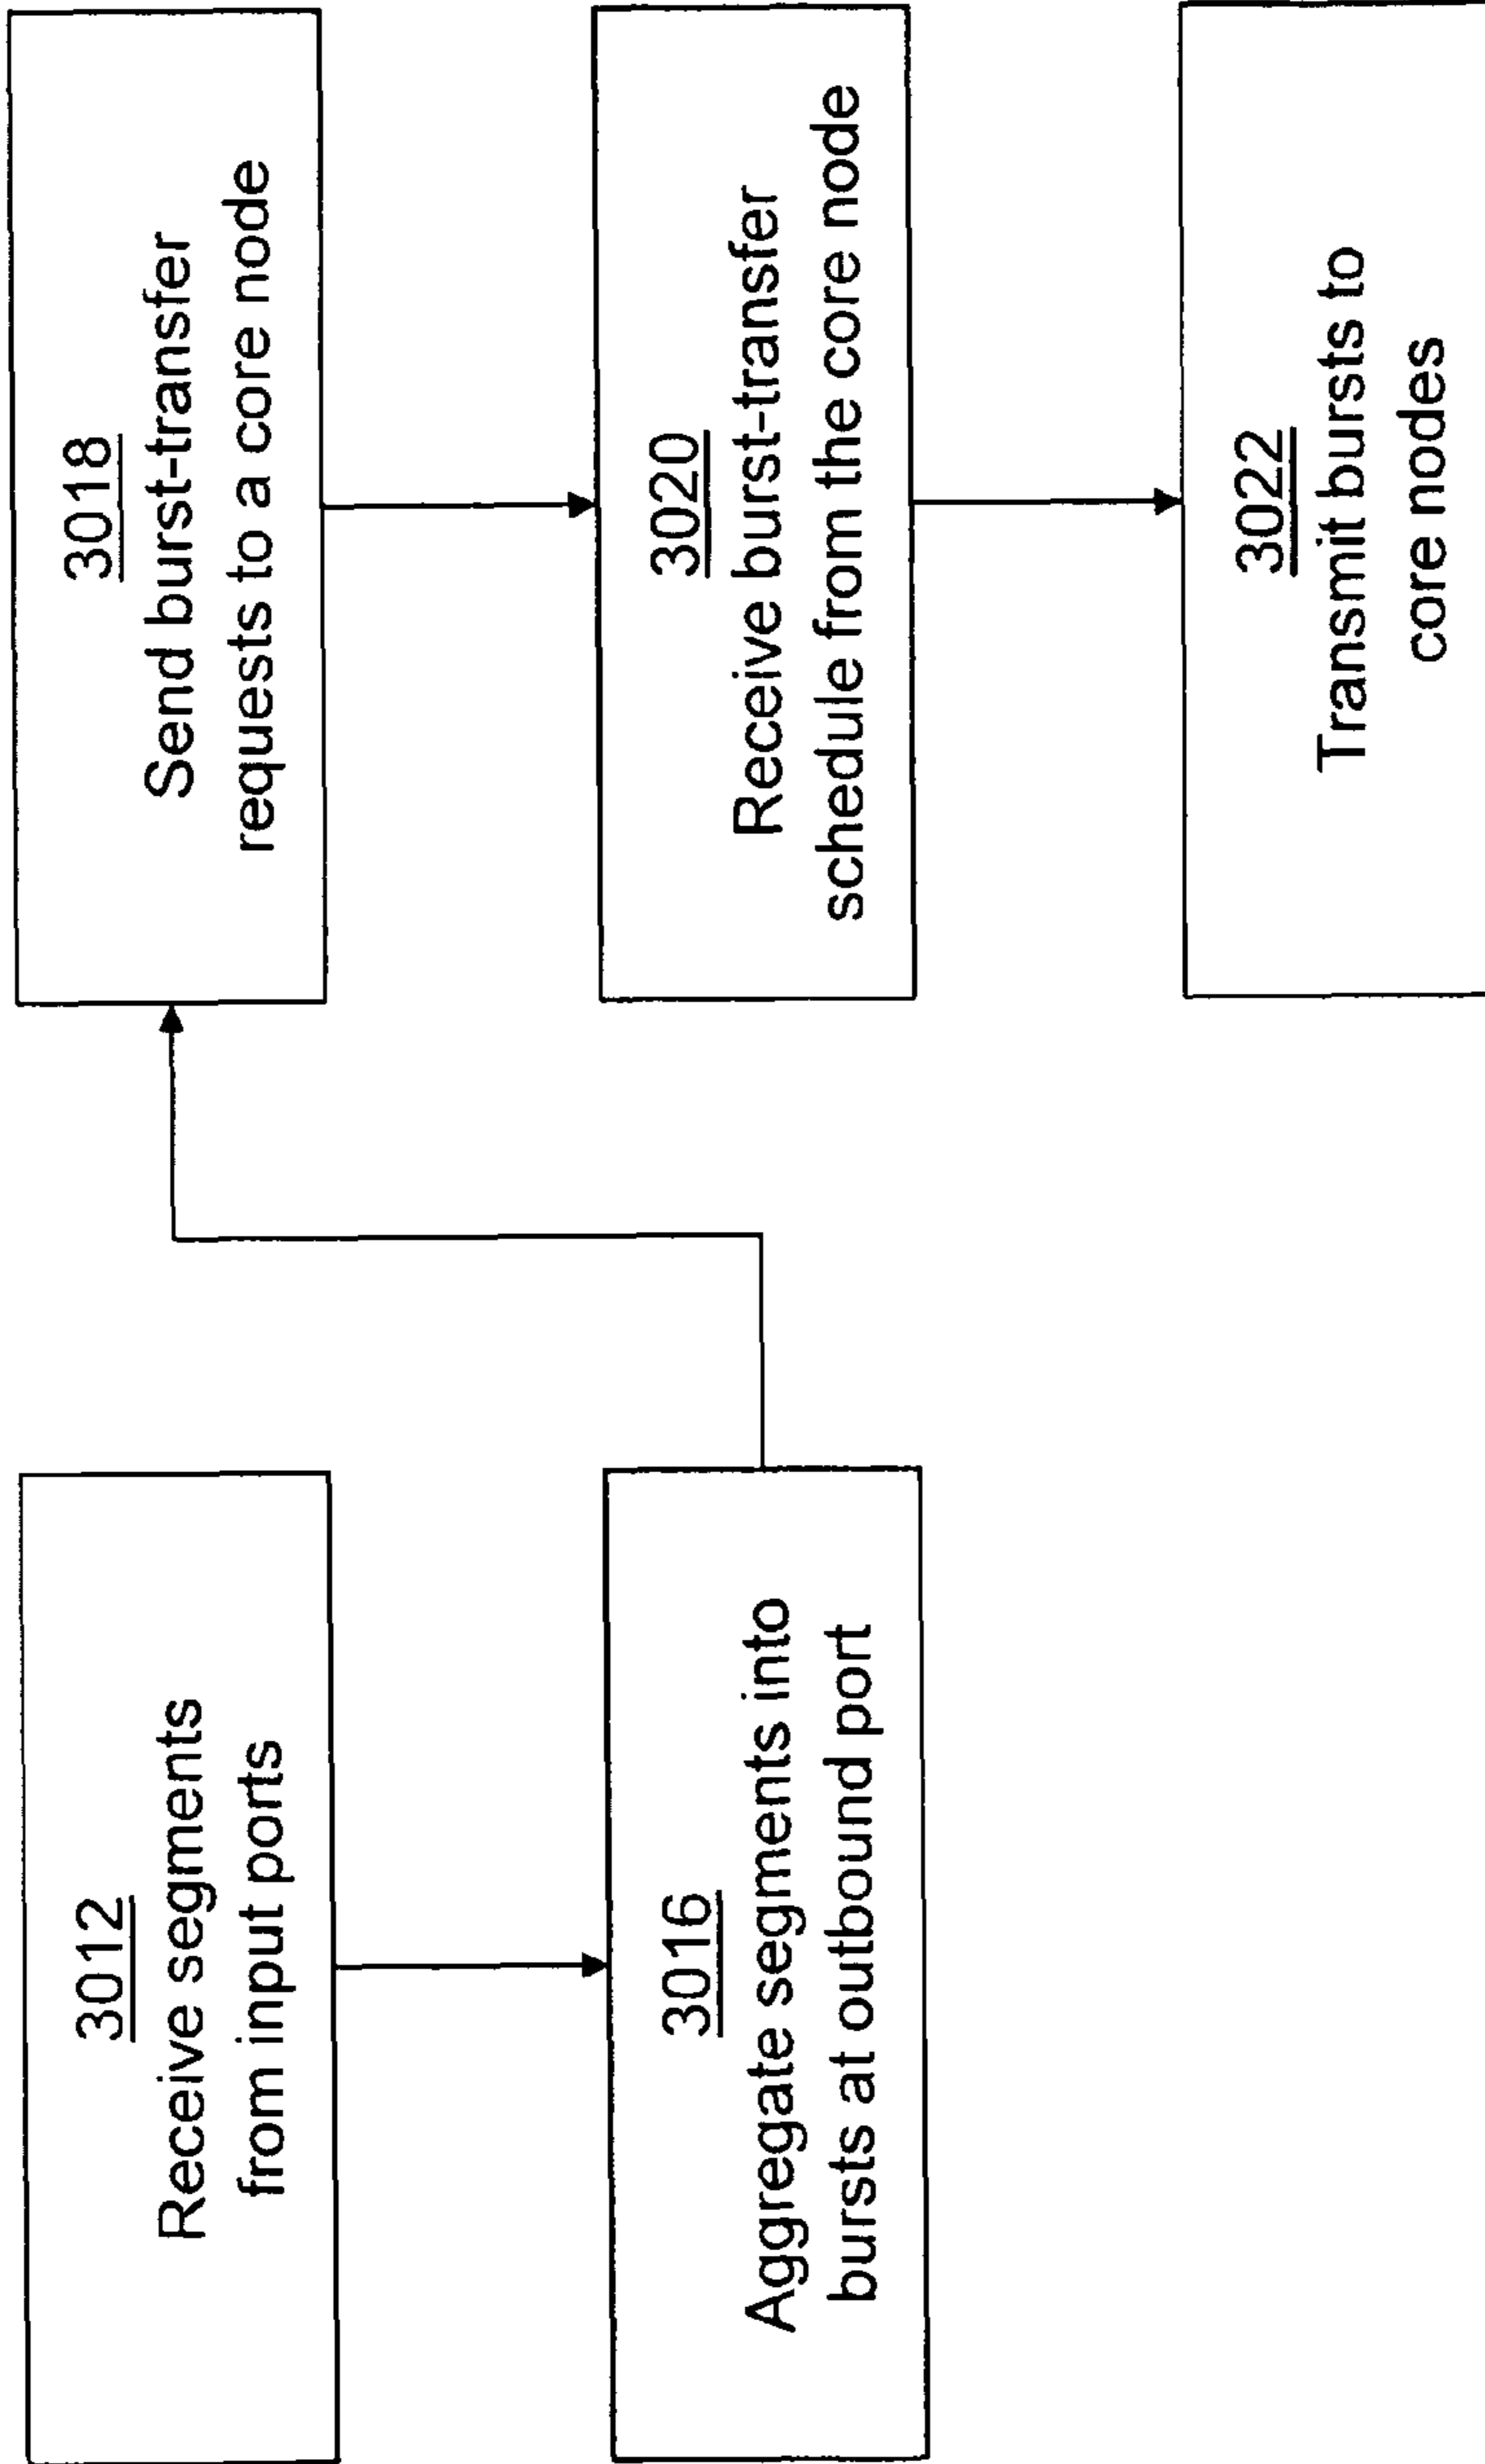 3012
Receive segments
from input ports
3016
Aggregate segments into
bursts at outbound port
3018
Send burst-transfer
requests to a core node
3020
Receive burst-transfer
schedule from the core node
3022
Transmit bursts to
core nodes